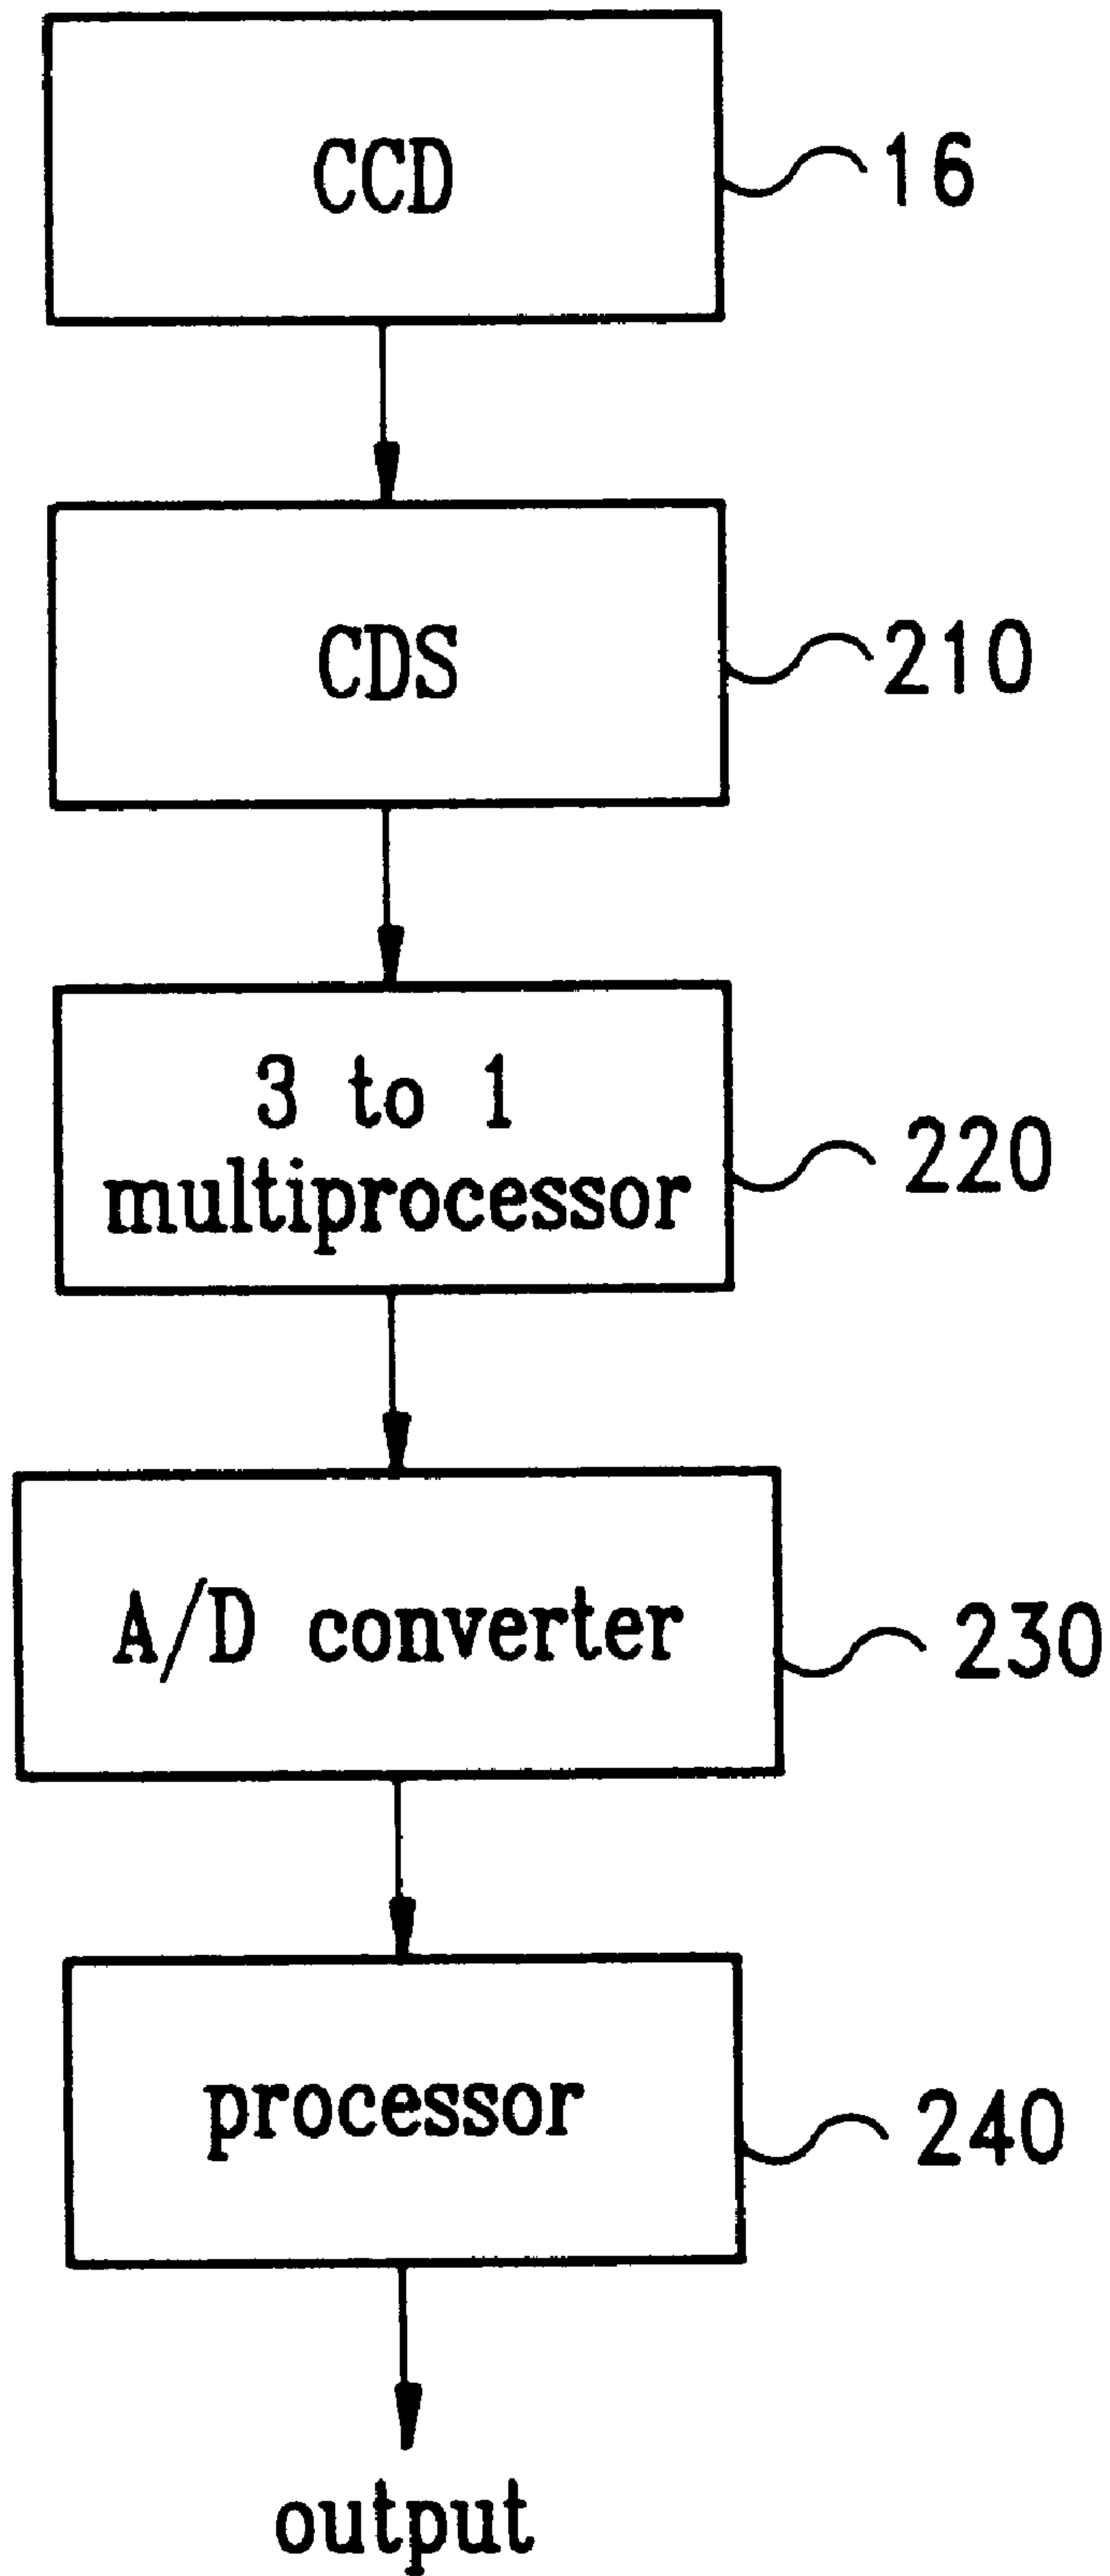 CCD
16
CDS
210
3 to 1
multiprocessor
220
A/D converter
230
processor
240
output